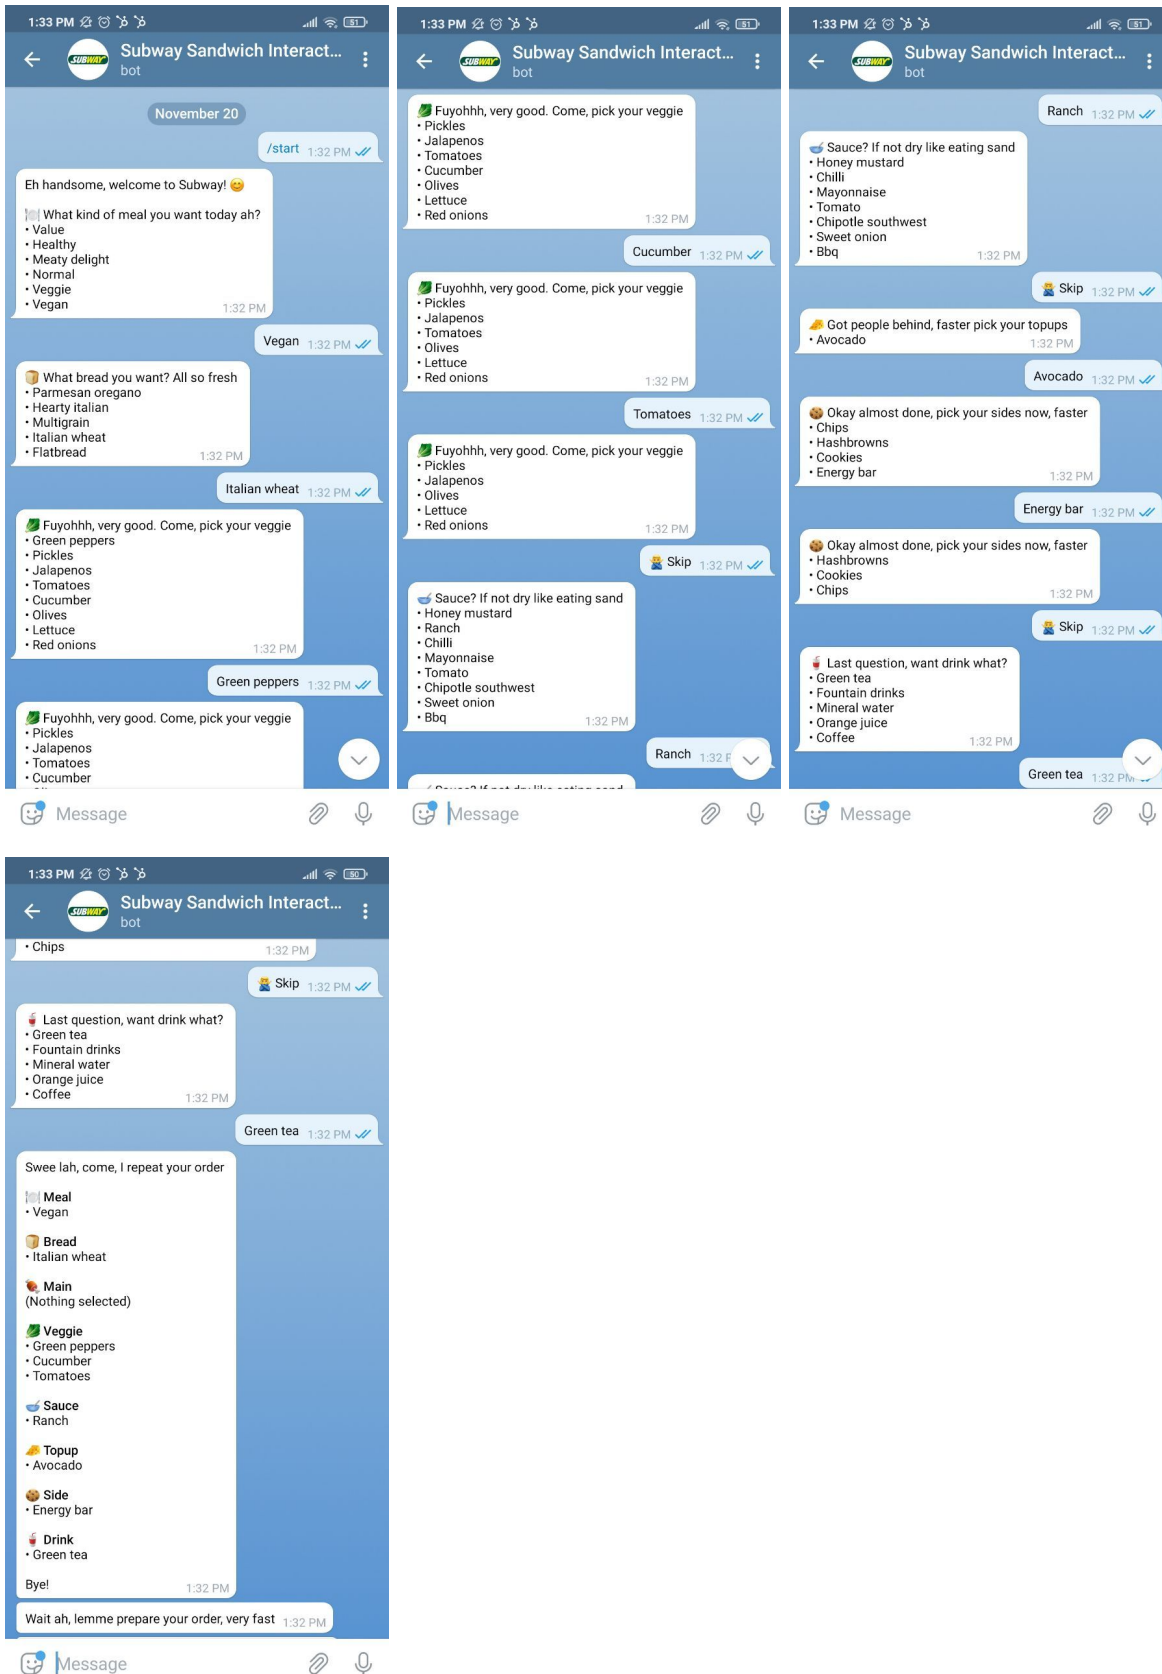 1:33 PM
51
Subway Sandwich Interact...
bot
SUBWAY
November 20
/start 1:32 PM
Eh handsome, welcome to Subway! 😊
🍽️ What kind of meal you want today ah?
• Value
• Healthy
• Meaty delight
• Normal
• Veggie
• Vegan
1:32 PM
Vegan 1:32 PM
🍞 What bread you want? All so fresh
• Parmesan oregano
• Hearty italian
• Multigrain
• Italian wheat
• Flatbread
1:32 PM
Italian wheat 1:32 PM
🥬 Fuyohhh, very good. Come, pick your veggie
• Green peppers
• Pickles
• Jalapenos
• Tomatoes
• Cucumber
• Olives
• Lettuce
• Red onions
1:32 PM
Green peppers 1:32 PM
🥬 Fuyohhh, very good. Come, pick your veggie
• Pickles
• Jalapenos
• Tomatoes
• Cucumber
Message
1:33 PM
51
Subway Sandwich Interact...
bot
SUBWAY
🥬 Fuyohhh, very good. Come, pick your veggie
• Pickles
• Jalapenos
• Tomatoes
• Cucumber
• Olives
• Lettuce
• Red onions
1:32 PM
Cucumber 1:32 PM
🥬 Fuyohhh, very good. Come, pick your veggie
• Pickles
• Jalapenos
• Tomatoes
• Olives
• Lettuce
• Red onions
1:32 PM
Tomatoes 1:32 PM
🥬 Fuyohhh, very good. Come, pick your veggie
• Pickles
• Jalapenos
• Olives
• Lettuce
• Red onions
1:32 PM
🙅 Skip 1:32 PM
🥣 Sauce? If not dry like eating sand
• Honey mustard
• Ranch
• Chilli
• Mayonnaise
• Tomato
• Chipotle southwest
• Sweet onion
• Bbq
1:32 PM
Ranch 1:32 P
Sauce? If not dry like eating sand
Message
1:33 PM
51
Subway Sandwich Interact...
bot
SUBWAY
Ranch 1:32 PM
🥣 Sauce? If not dry like eating sand
• Honey mustard
• Chilli
• Mayonnaise
• Tomato
• Chipotle southwest
• Sweet onion
• Bbq
1:32 PM
🙅 Skip 1:32 PM
🧀 Got people behind, faster pick your topups
• Avocado
1:32 PM
Avocado 1:32 PM
🍪 Okay almost done, pick your sides now, faster
• Chips
• Hashbrowns
• Cookies
• Energy bar
1:32 PM
Energy bar 1:32 PM
🍪 Okay almost done, pick your sides now, faster
• Hashbrowns
• Cookies
• Chips
1:32 PM
🙅 Skip 1:32 PM
🥤 Last question, want drink what?
• Green tea
• Fountain drinks
• Mineral water
• Orange juice
• Coffee
1:32 PM
Green tea 1:32 PM
Message
1:33 PM
50
Subway Sandwich Interact...
bot
SUBWAY
• Chips
1:32 PM
🙅 Skip 1:32 PM
🥤 Last question, want drink what?
• Green tea
• Fountain drinks
• Mineral water
• Orange juice
• Coffee
1:32 PM
Green tea 1:32 PM
Swee lah, come, I repeat your order
🍽️ Meal
• Vegan
🍞 Bread
• Italian wheat
🍖 Main
(Nothing selected)
🥬 Veggie
• Green peppers
• Cucumber
• Tomatoes
🥣 Sauce
• Ranch
🧀 Topup
• Avocado
🍪 Side
• Energy bar
🥤 Drink
• Green tea
Bye!
1:32 PM
Wait ah, lemme prepare your order, very fast 1:32 PM
Message